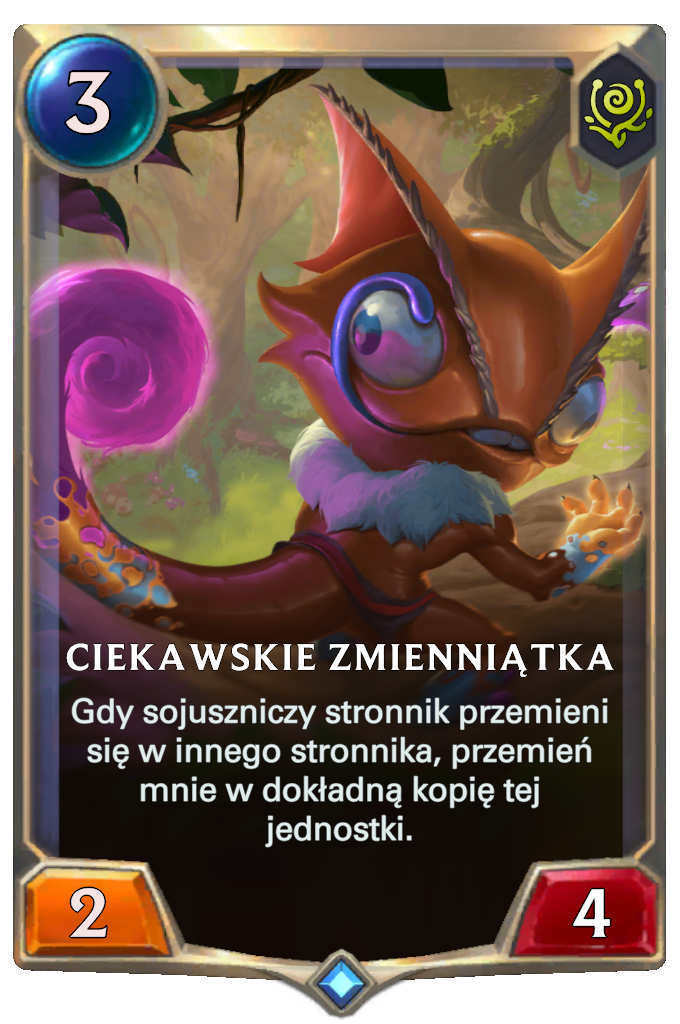 3
CIEKAWSKIE ZMIENNIĄTKA
Gdy sojuszniczy stronnik przemieni
się w innego stronnika, przemień
mnie w dokładną kopię tej
jednostki.
2
4